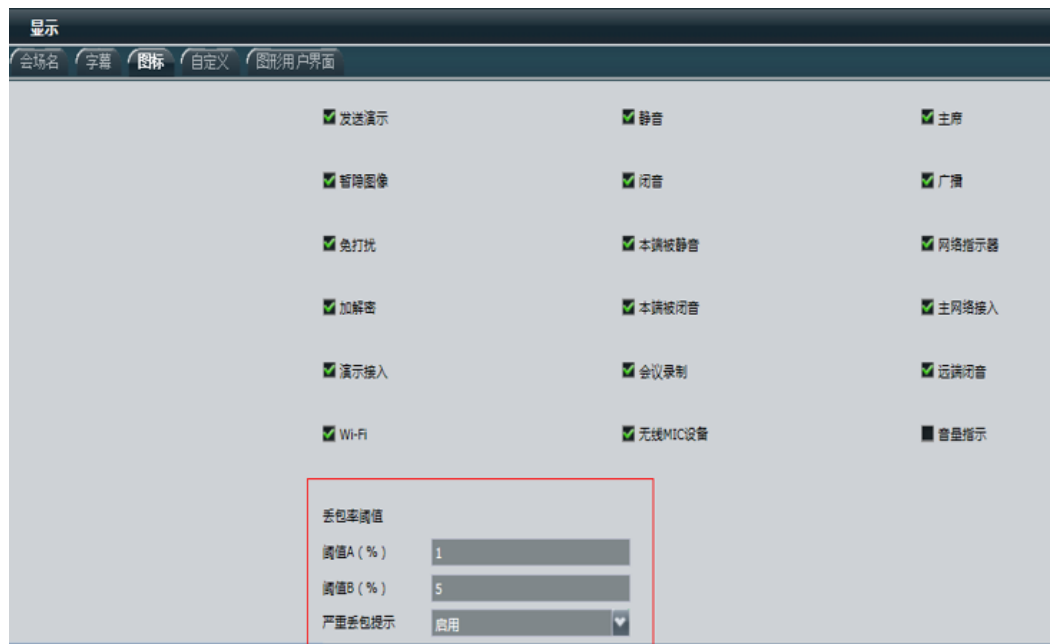 显示
会场名 字幕 图标 自定义 图形用户界面
发送演示 静音 主席
暂隐图像 闭音 广播
免打扰 本端被静音 网络指示器
加解密 本端被闭音 主网络接入
演示接入 会议录制 远端闭音
Wi-Fi 无线MIC设备 音量指示
丢包率阈值
阈值A(%) 1
阈值B(%) 5
严重丢包提示 启用